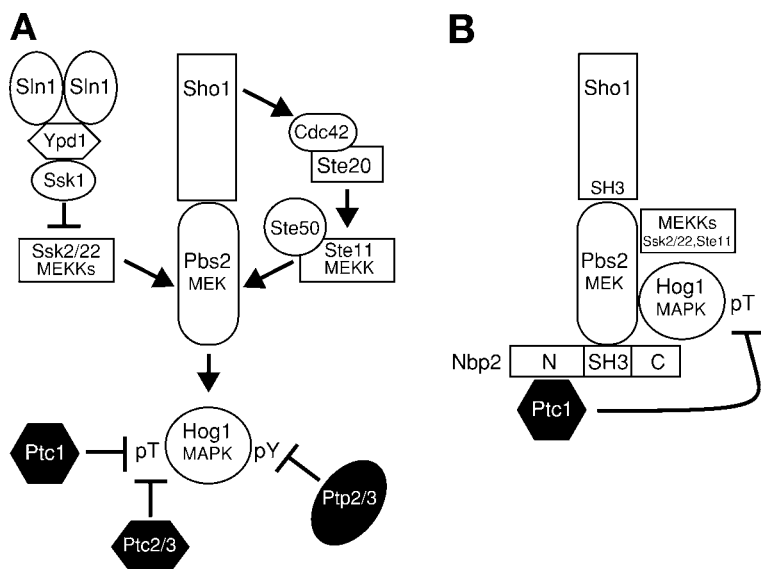 A
Sln1 Sln1
Ypd1
Ssk1
Ssk2/22
MEKKs
Sho1
Cdc42
Ste20
Ste50
Ste11
MEKK
Pbs2
MEK
Ptc1
pT
Hog1
MAPK
pY
Ptc2/3
Ptp2/3
B
Sho1
SH3
Pbs2
MEK
MEKKs
Ssk2/22,Ste11
Hog1
MAPK
pT
Nbp2 N SH3 C
Ptc1